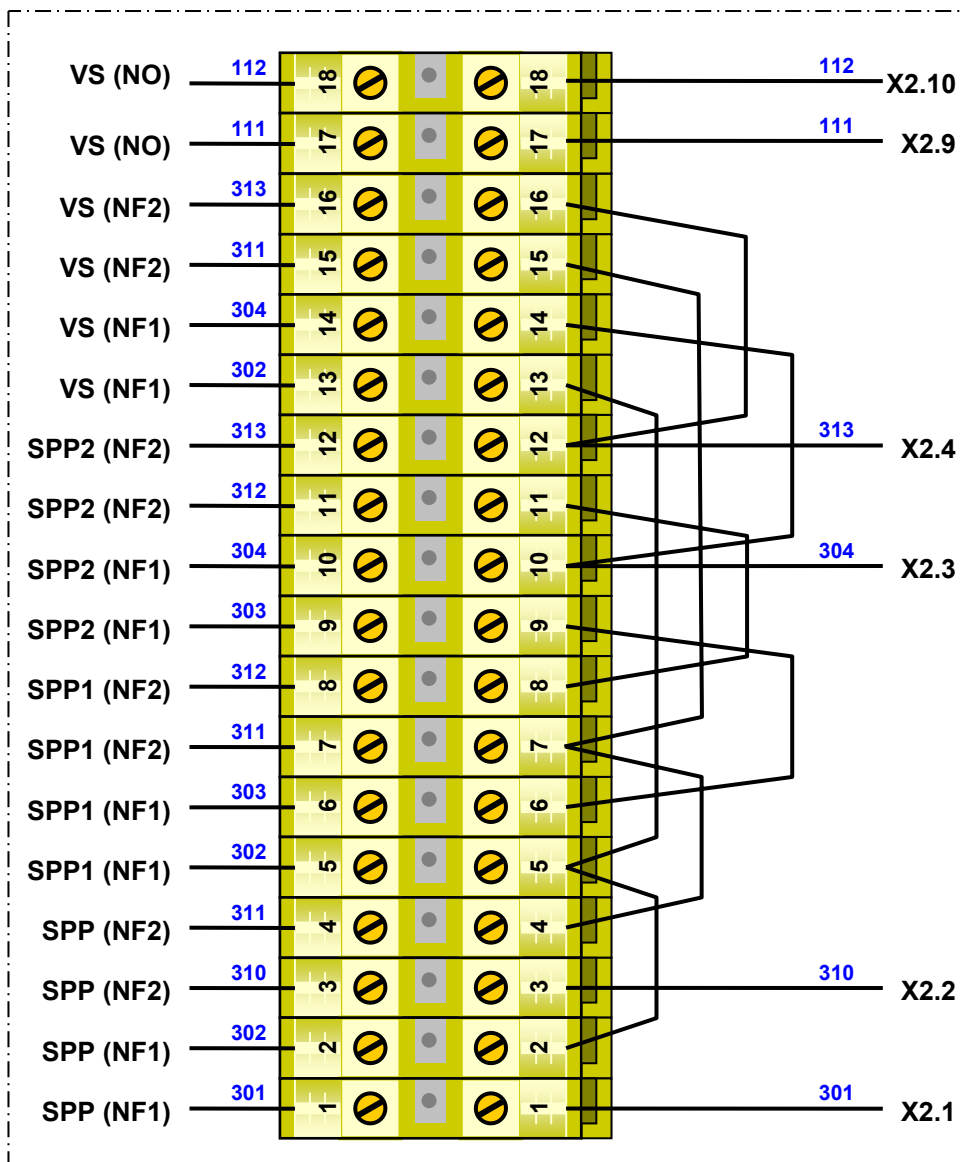 VS (NO) 112 18 18 112 X2.10
VS (NO) 111 17 17 111 X2.9
VS (NF2) 313 16 16
VS (NF2) 311 15 15
VS (NF1) 304 14 14
VS (NF1) 302 13 13
SPP2 (NF2) 313 12 12 313 X2.4
SPP2 (NF2) 312 11 11
SPP2 (NF1) 304 10 10 304 X2.3
SPP2 (NF1) 303 9 9
SPP1 (NF2) 312 8 8
SPP1 (NF2) 311 7 7
SPP1 (NF1) 303 6 6
SPP1 (NF1) 302 5 5
SPP (NF2) 311 4 4
SPP (NF2) 310 3 3 310 X2.2
SPP (NF1) 302 2 2
SPP (NF1) 301 1 1 301 X2.1